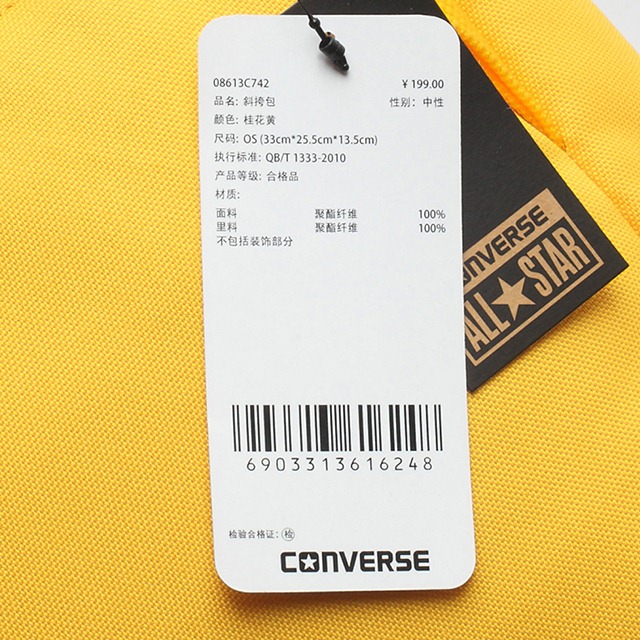 08613C742 ¥ 199.00
品名: 斜挎包 性别: 中性
颜色: 桂花黄
尺码: OS (33cm*25.5cm*13.5cm)
执行标准: QB/T 1333-2010
产品等级: 合格品
材质:
面料 聚酯纤维 100%
里料 聚酯纤维 100%
不包括装饰部分
6903313616248
检验合格证: 检
CONVERSE
CONVERSE
ALL★STAR